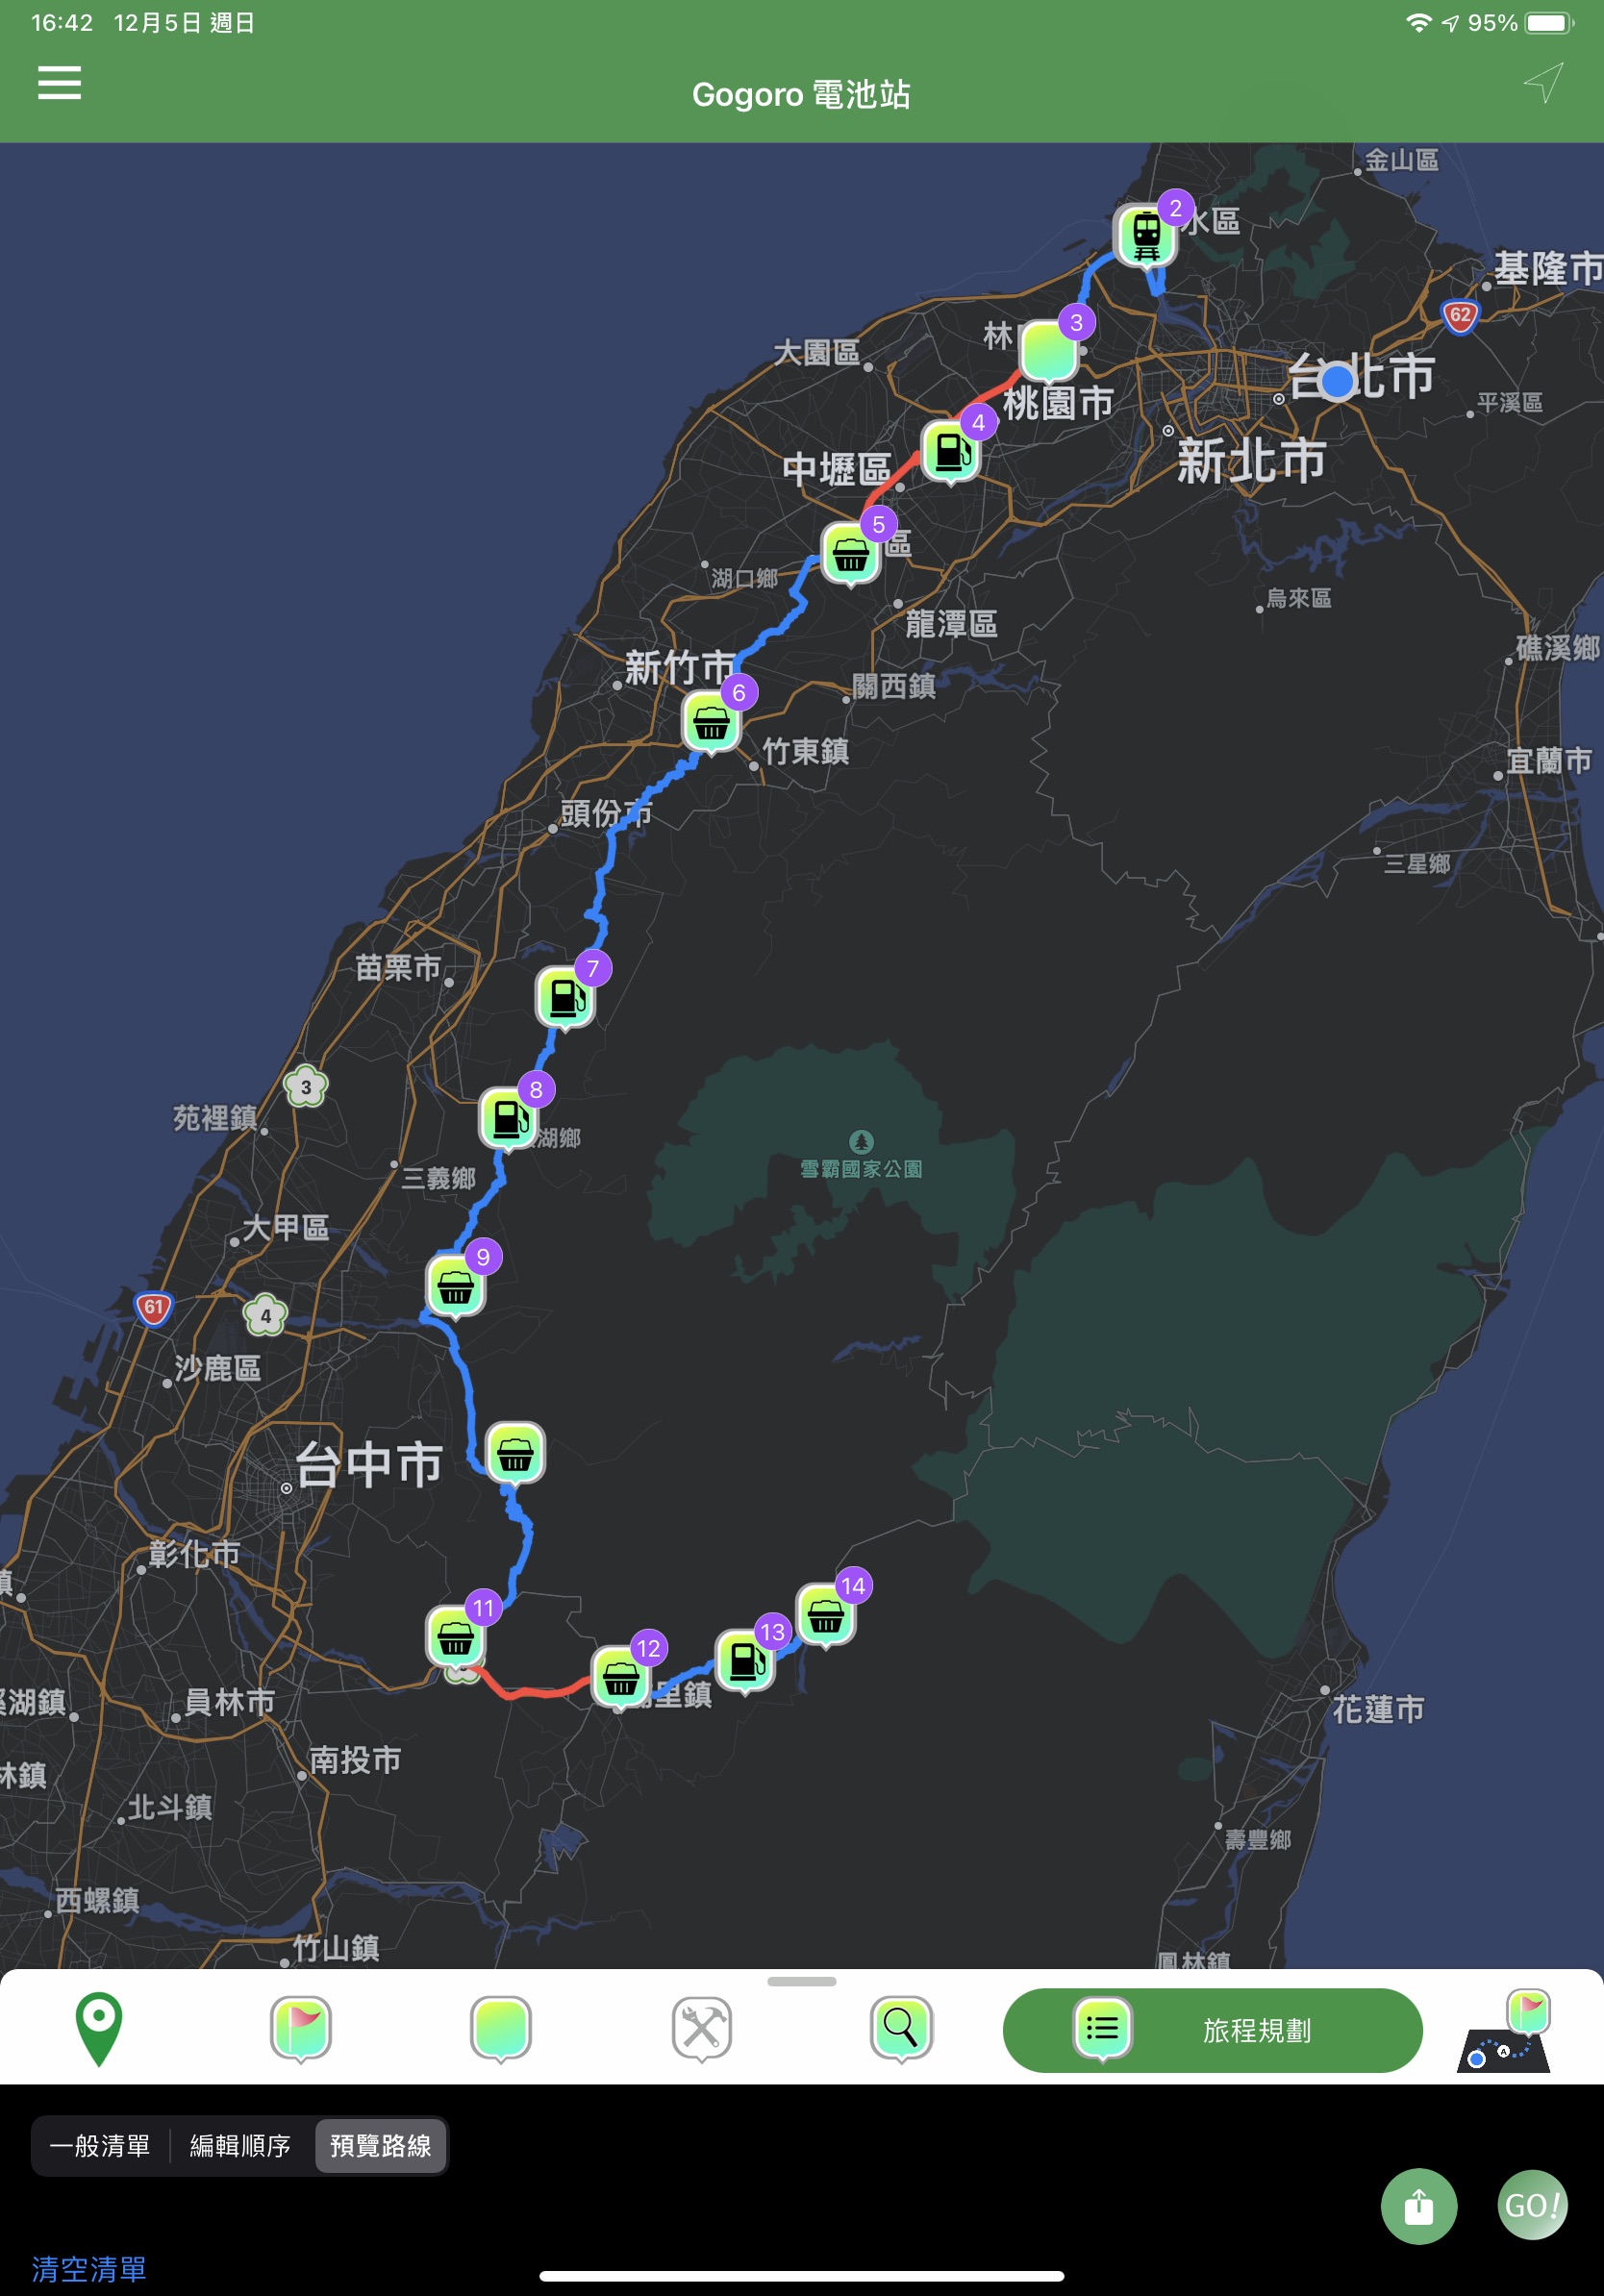 16:42 12月5日 週日
95%
Gogoro 電池站
金山區
2
水區
基隆市
62
3
林
大園區
台北市
桃園市
平溪區
4
新北市
中壢區
5
區
湖口鄉
烏來區
龍潭區
礁溪鄉
新竹市
6
關西鎮
竹東鎮
宜蘭市
頭份市
三星鄉
苗栗市
7
3
8
苑裡鎮
湖鄉
雪霸國家公園
三義鄉
大甲區
9
61
4
沙鹿區
台中市
彰化市
鎮
14
11
13
12
里鎮
溪湖鎮
員林市
花蓮市
南投市
林鎮
北斗鎮
壽豐鄉
西螺鎮
竹山鎮
鳳林鎮
A
旅程規劃
一般清單
編輯順序
預覽路線
GO!
清空清單